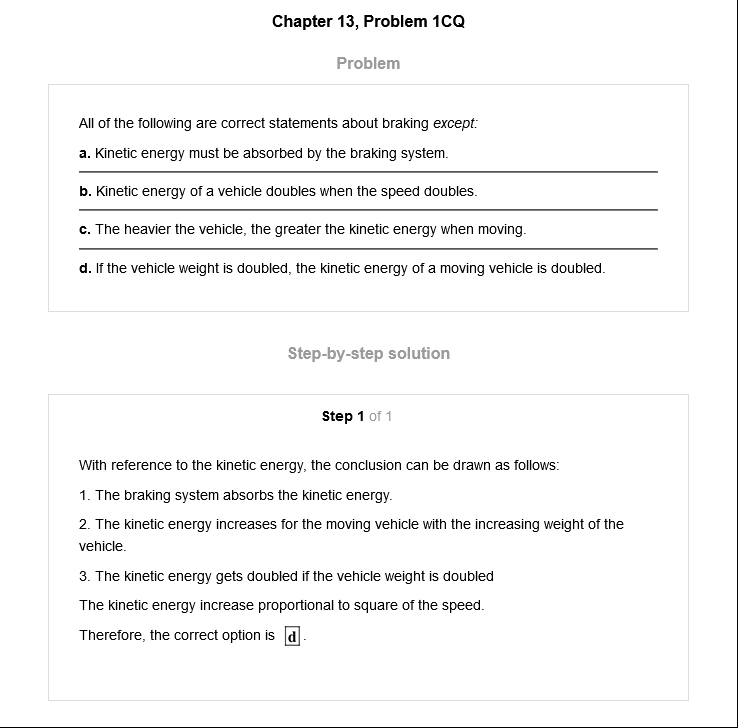 Chapter 13, Problem 1CQ
Problem
All of the following are correct statements about braking except:
a. Kinetic energy must be absorbed by the braking system.
b. Kinetic energy of a vehicle doubles when the speed doubles.
c. The heavier the vehicle, the greater the kinetic energy when moving.
d. If the vehicle weight is doubled, the kinetic energy of a moving vehicle is doubled.
Step-by-step solution
Step 1 of 1
With reference to the kinetic energy, the conclusion can be drawn as follows:
1. The braking system absorbs the kinetic energy.
2. The kinetic energy increases for the moving vehicle with the increasing weight of the
vehicle.
3. The kinetic energy gets doubled if the vehicle weight is doubled
The kinetic energy increase proportional to square of the speed.
Therefore, the correct option is d.